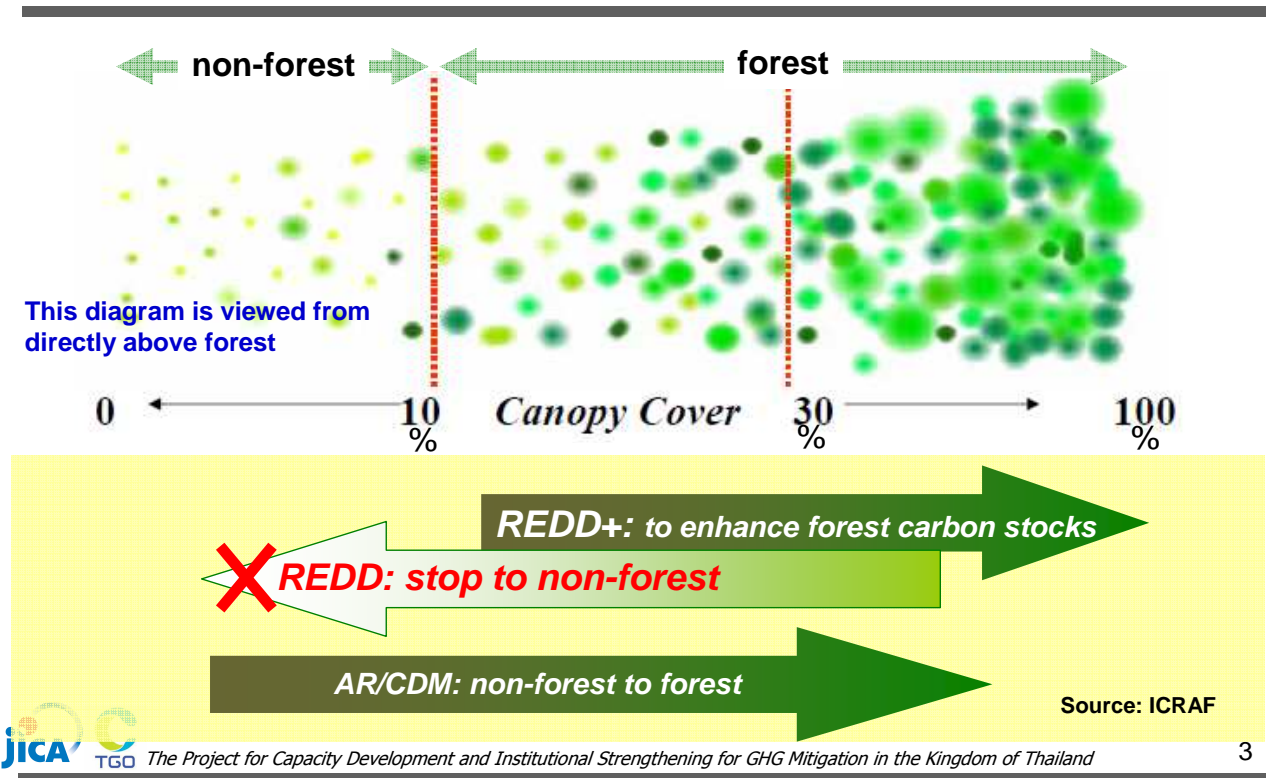 non-forest forest
This diagram is viewed from
directly above forest
0 10 % Canopy Cover 30 % 100 %
REDD+: to enhance forest carbon stocks
REDD: stop to non-forest
AR/CDM: non-forest to forest
Source: ICRAF
jICA TGO The Project for Capacity Development and Institutional Strengthening for GHG Mitigation in the Kingdom of Thailand 3